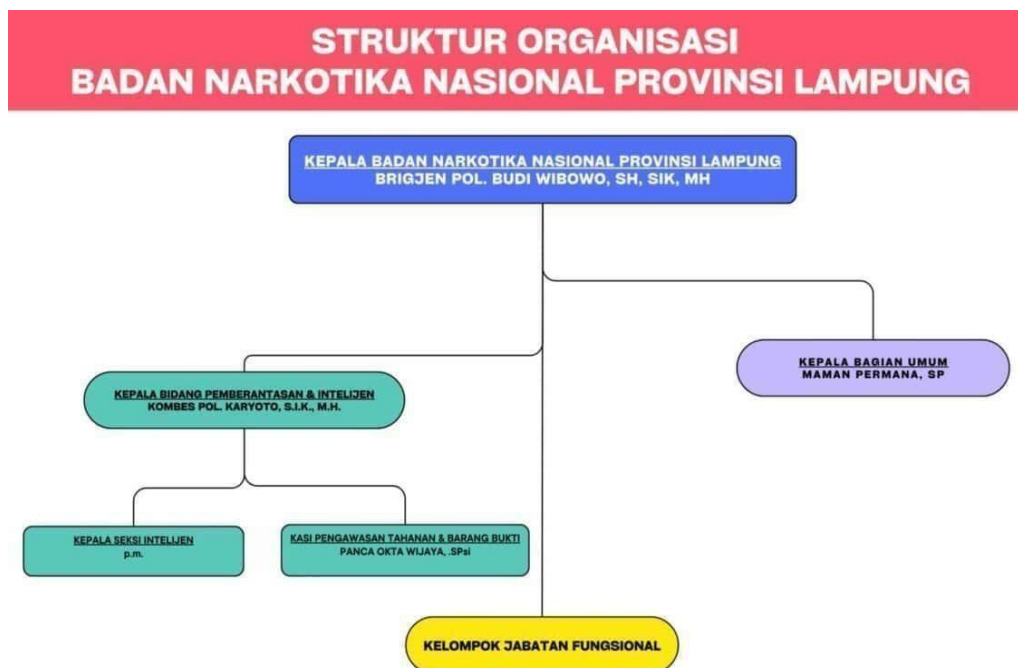 STRUKTUR ORGANISASI
BADAN NARKOTIKA NASIONAL PROVINSI LAMPUNG
KEPALA BADAN NARKOTIKA NASIONAL PROVINSI LAMPUNG
BRIGJEN POL. BUDI WIBOWO, SH, SIK, MH
KEPALA BAGIAN UMUM
MAMAN PERMANA, SP
KEPALA BIDANG PEMBERANTASAN & INTELIJEN
KOMBES POL. KARYOTO, S.I.K., M.H.
KEPALA SEKSI INTELIJEN
p.m.
KASI PENGAWASAN TAHANAN & BARANG BUKTI
PANCA OKTA WIJAYA, .SPsi
KELOMPOK JABATAN FUNGSIONAL